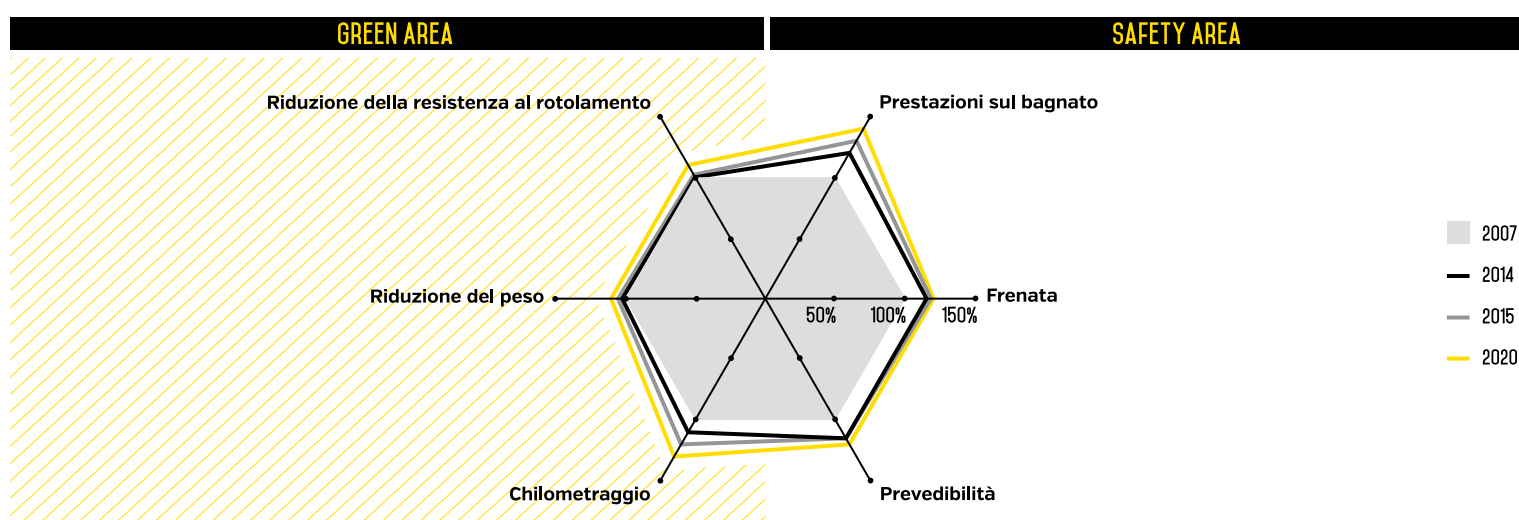 GREEN AREA
SAFETY AREA
Riduzione della resistenza al rotolamento
Prestazioni sul bagnato
Riduzione del peso
Frenata
50%
100%
150%
Chilometraggio
Prevedibilità
2007
2014
2015
2020